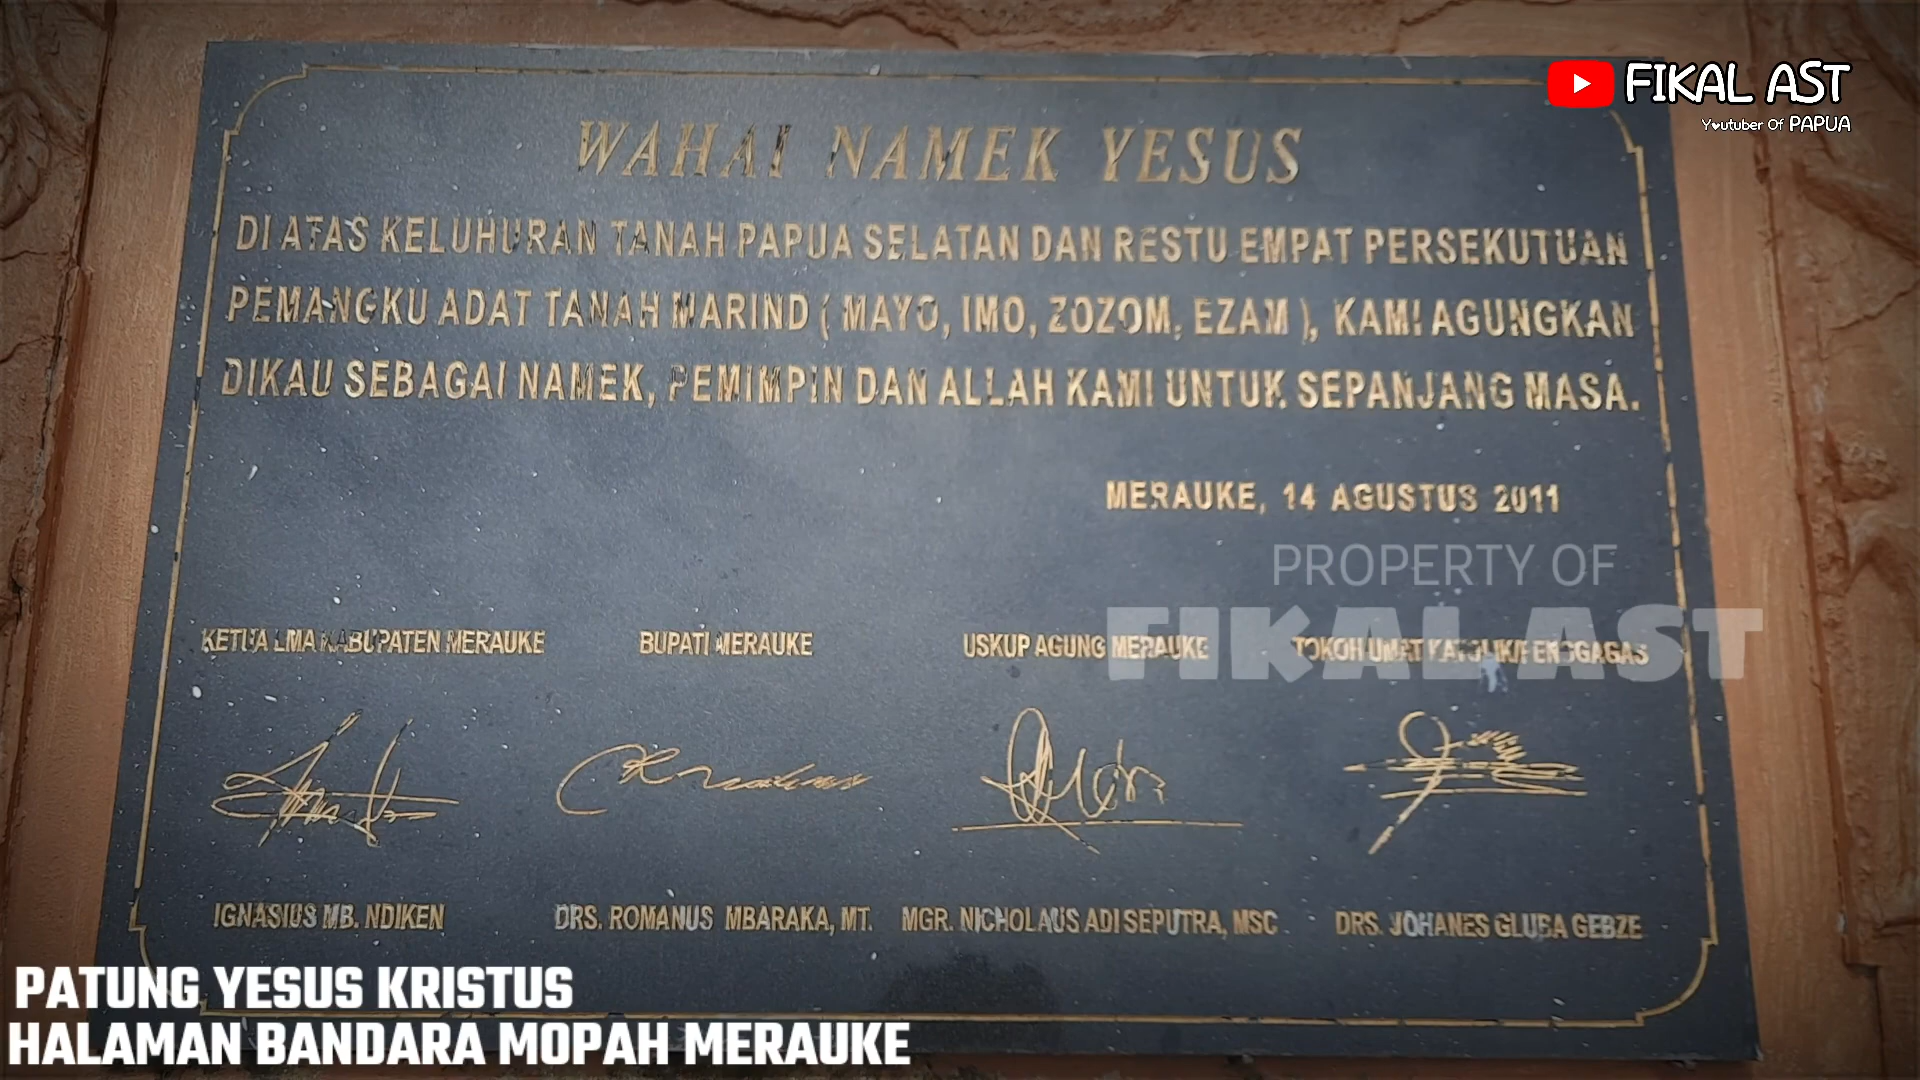 FIKAL AST
Youtuber Of PAPUA
WAHAI NAMEK YESUS
DI ATAS KELUHURAN TANAH PAPUA SELATAN DAN RESTU EMPAT PERSEKUTUAN
PEMANGKU ADAT TANAH MARIND ( MAYO, IMO, ZOZOM, EZAM ), KAMI AGUNGKAN
DIKAU SEBAGAI NAMEK, PEMIMPIN DAN ALLAH KAMI UNTUK SEPANJANG MASA.
MERAUKE, 14 AGUSTUS 2011
PROPERTY OF
FIKAL AST
KETUA LMA KABUPATEN MERAUKE BUPATI MERAUKE USKUP AGUNG MERAUKE TOKOH UMAT KATOLIK/PENGGAGAS
IGNASIUS MB. NDIKEN DRS. ROMANUS MBARAKA, MT. MGR. NICHOLAUS ADI SEPUTRA, MSC DRS. JOHANES GLUBA GEBZE
PATUNG YESUS KRISTUS
HALAMAN BANDARA MOPAH MERAUKE